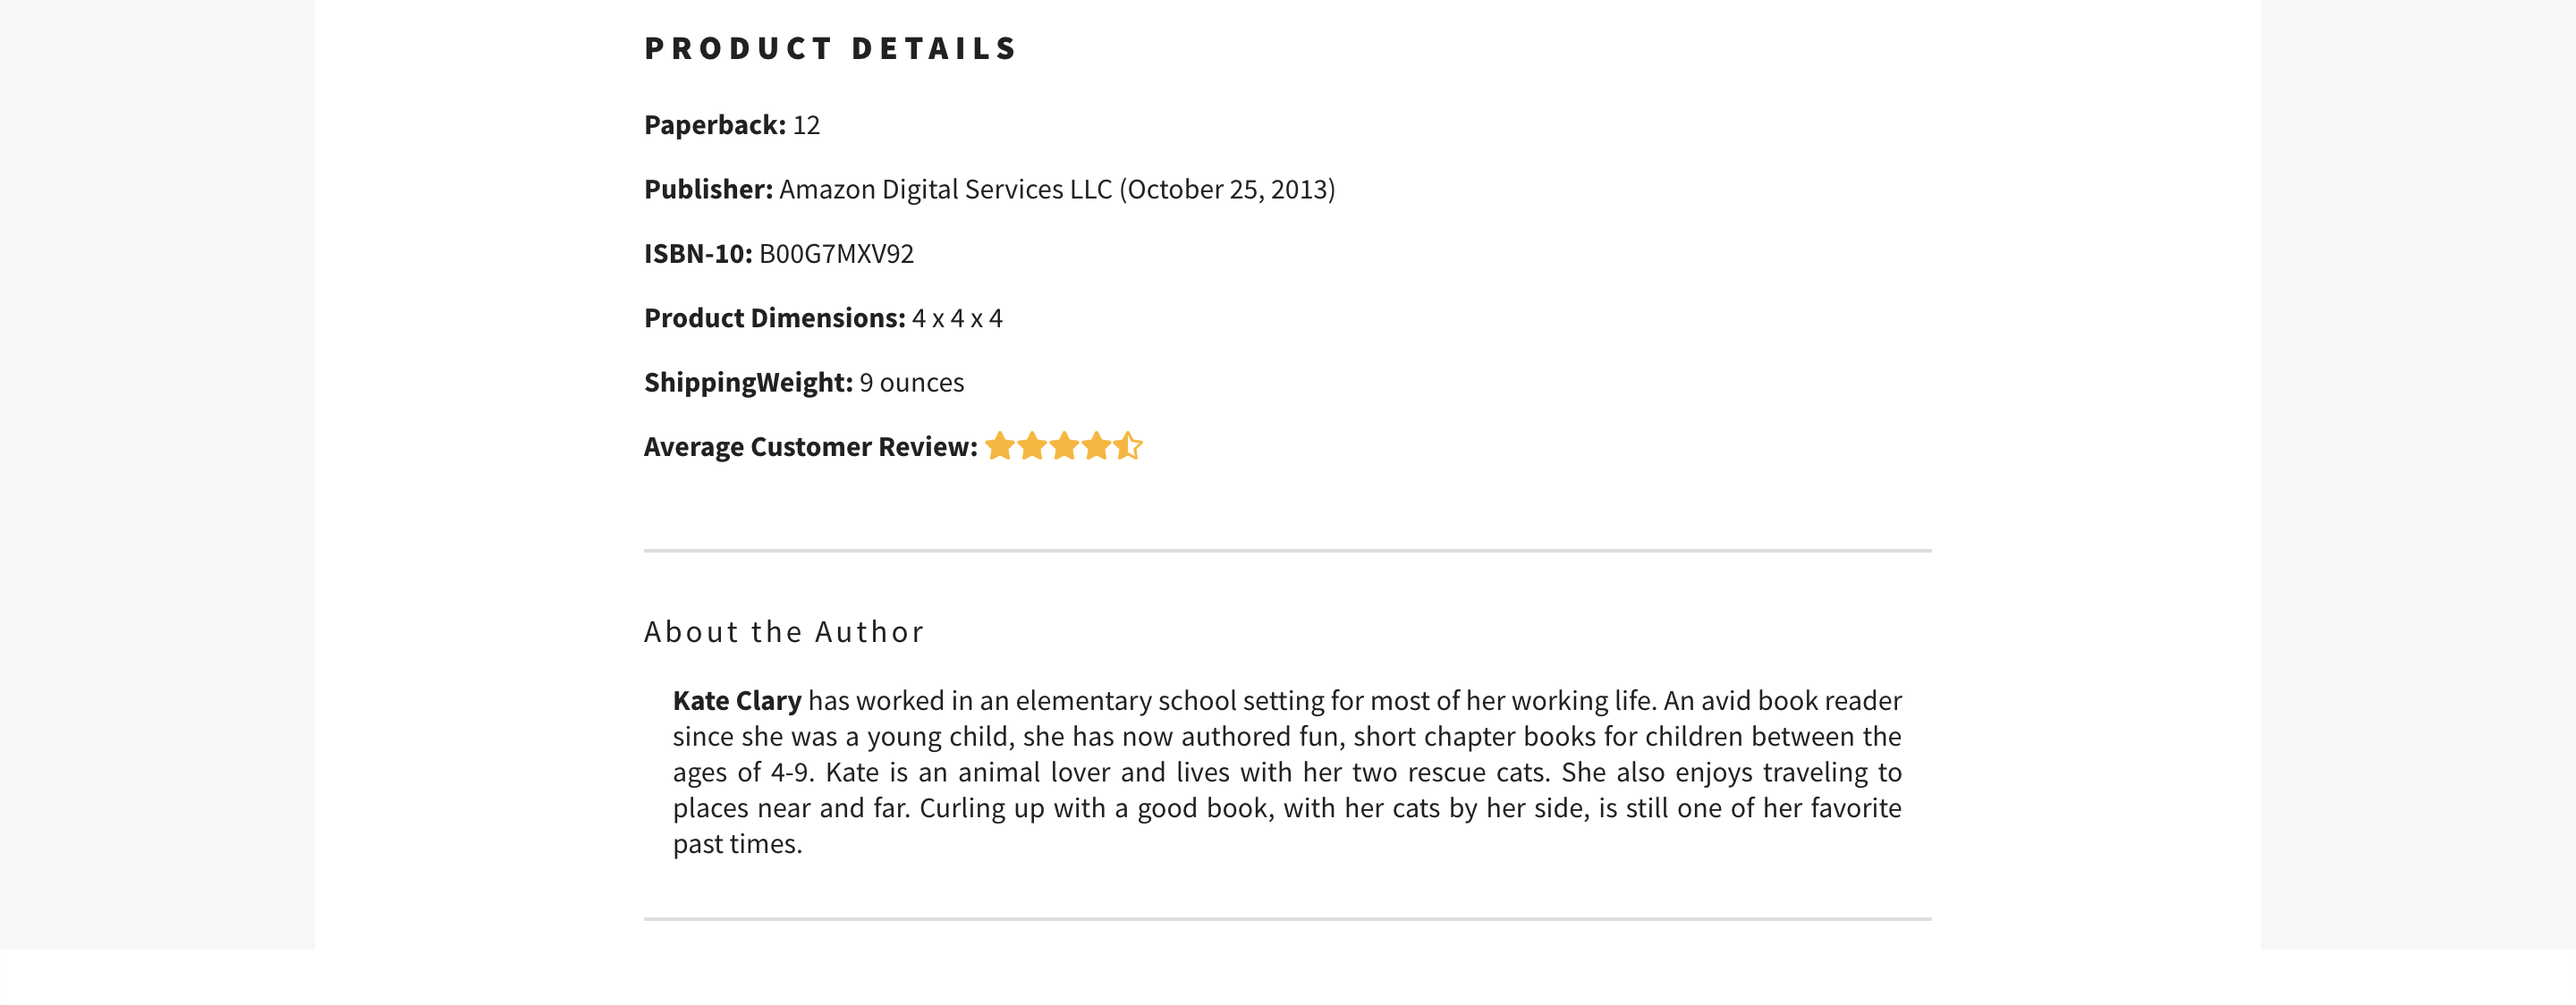 PRODUCT DETAILS
Paperback: 12
Publisher: Amazon Digital Services LLC (October 25, 2013)
ISBN-10: B00G7MXV92
Product Dimensions: 4 x 4 x 4
ShippingWeight: 9 ounces
Average Customer Review:
About the Author
Kate Clary has worked in an elementary school setting for most of her working life. An avid book reader
since she was a young child, she has now authored fun, short chapter books for children between the
ages of 4-9. Kate is an animal lover and lives with her two rescue cats. She also enjoys traveling to
places near and far. Curling up with a good book, with her cats by her side, is still one of her favorite
past times.